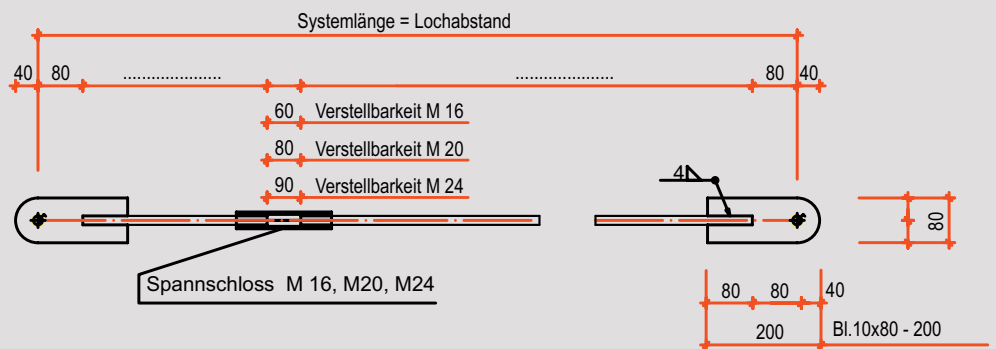 Systemlänge = Lochabstand
40 80 ..................... ..................... 80 40
60 Verstellbarkeit M 16
80 Verstellbarkeit M 20
90 Verstellbarkeit M 24
4
80
Spannschloss M 16, M20, M24
80 80 40
200 Bl.10x80 - 200